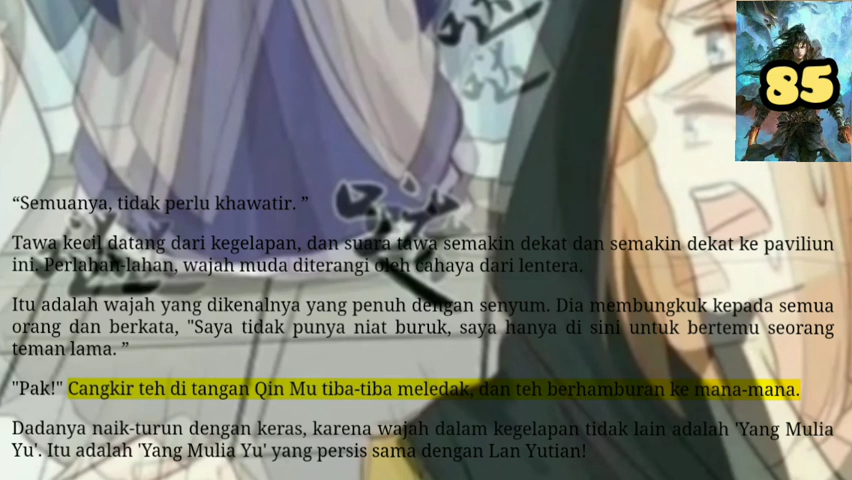 85
“Semuanya, tidak perlu khawatir. ”
Tawa kecil datang dari kegelapan, dan suara tawa semakin dekat dan semakin dekat ke paviliun
ini. Perlahan-lahan, wajah muda diterangi oleh cahaya dari lentera.
Itu adalah wajah yang dikenalnya yang penuh dengan senyum. Dia membungkuk kepada semua
orang dan berkata, "Saya tidak punya niat buruk, saya hanya di sini untuk bertemu seorang
teman lama. ”
"Pak!" Cangkir teh di tangan Qin Mu tiba-tiba meledak, dan teh berhamburan ke mana-mana.
Dadanya naik-turun dengan keras, karena wajah dalam kegelapan tidak lain adalah 'Yang Mulia
Yu'. Itu adalah 'Yang Mulia Yu' yang persis sama dengan Lan Yutian!